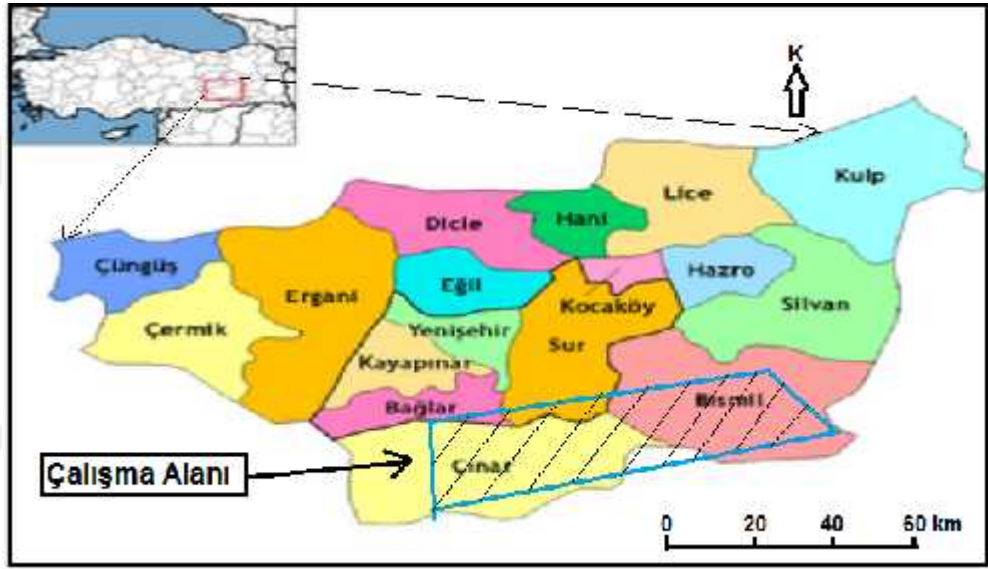 K
Kulp
Lice
Hani
Dicle
Hazro
Çüngüş
Eğil
Ergani
Kocaköy
Silvan
Çermik
Yenişehir
Sur
Kayapınar
Bağlar
Bismil
Çınar
Çalışma Alanı
0 20 40 60 km